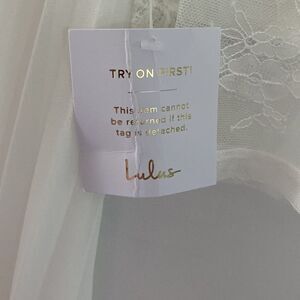 TRY ON FIRST!
This item cannot
be returned if this
tag is detached.
Lulus